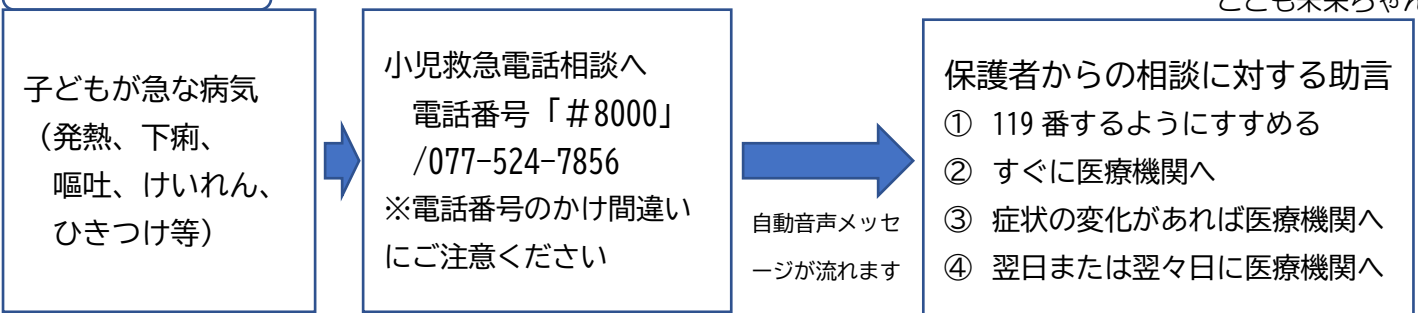 子どもが急な病気
（発熱、下痢、
嘔吐、けいれん、
ひきつけ等）
小児救急電話相談へ
電話番号「＃8000」
/077-524-7856
※電話番号のかけ間違い
にご注意ください
自動音声メッセ
ージが流れます
保護者からの相談に対する助言
① 119 番するようにすすめる
② すぐに医療機関へ
③ 症状の変化があれば医療機関へ
④ 翌日または翌々日に医療機関へ